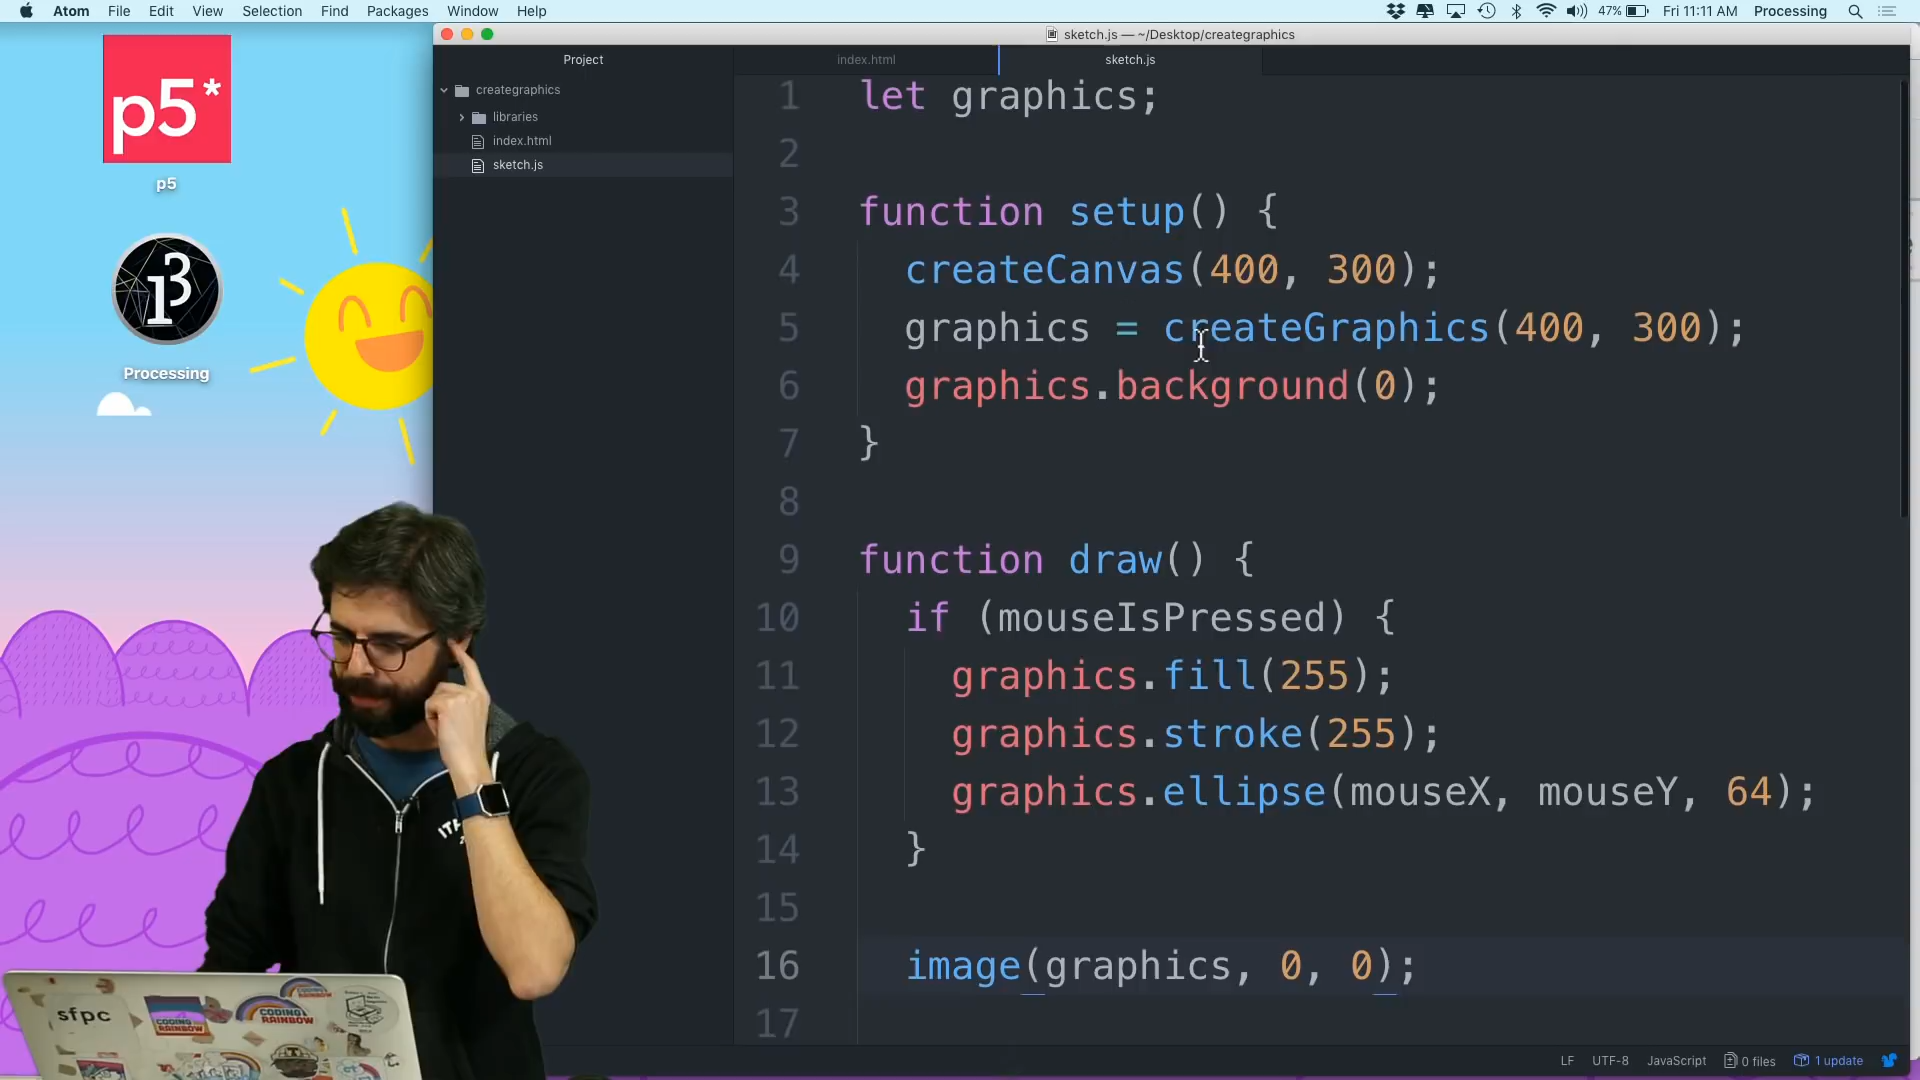 Atom File Edit View Selection Find Packages Window Help
47% Fri 11:11 AM Processing
sketch.js — ~/Desktop/creategraphics
Project
index.html
sketch.js
creategraphics
libraries
index.html
sketch.js
p5*
p5
Processing
1 let graphics;
2
3 function setup() {
4 createCanvas(400, 300);
5 graphics = createGraphics(400, 300);
6 graphics.background(0);
7 }
8
9 function draw() {
10 if (mouseIsPressed) {
11 graphics.fill(255);
12 graphics.stroke(255);
13 graphics.ellipse(mouseX, mouseY, 64);
14 }
15
16 image(graphics, 0, 0);
17
LF UTF-8 JavaScript 0 files 1 update
sfpc
CODING RAINBOW
CODING RAINBOW